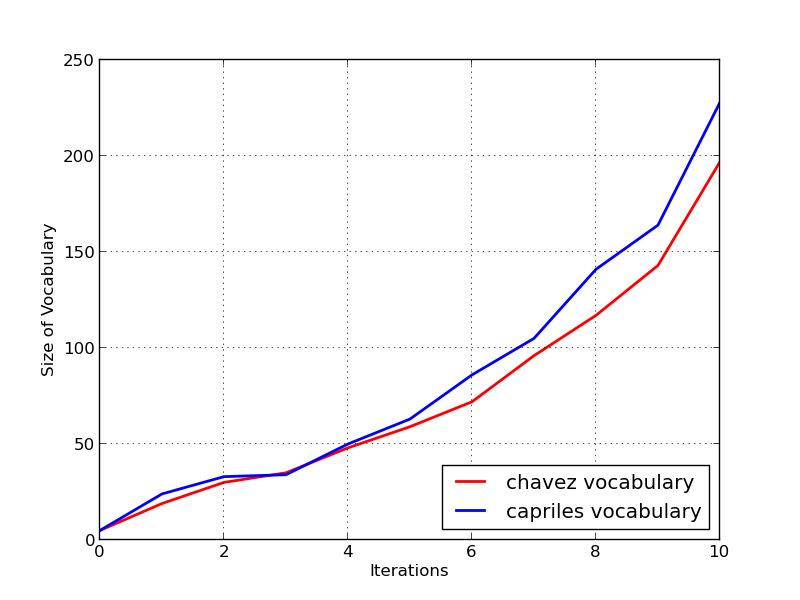 250
200
150
100
50
0
Size of Vocabulary
chavez vocabulary
capriles vocabulary
0 2 4 6 8 10
Iterations